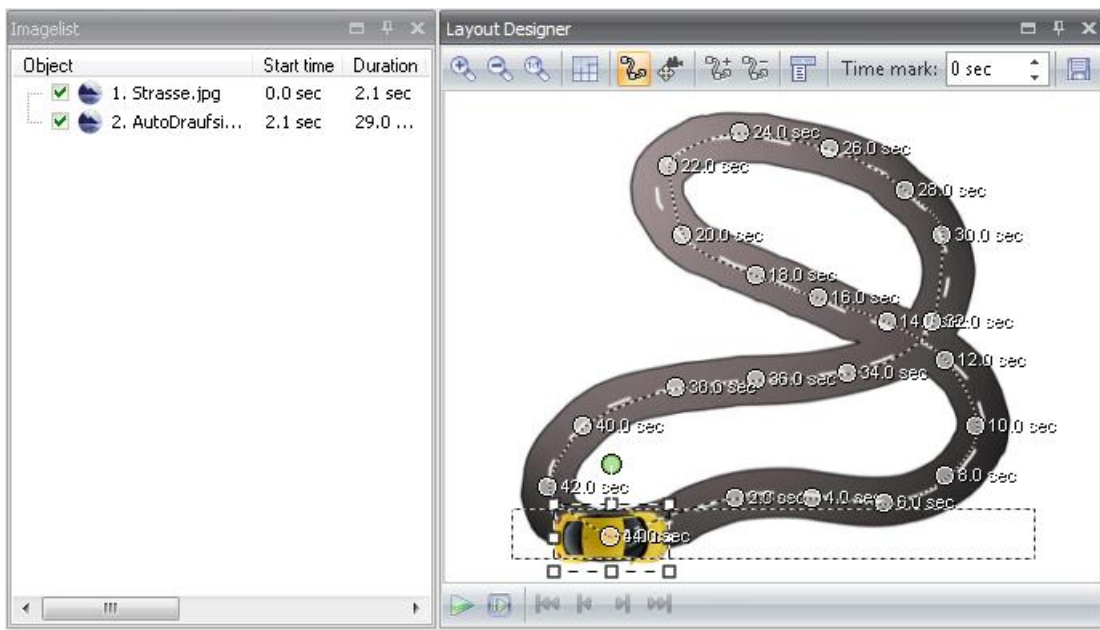 Imagelist
Object Start time Duration
1. Strasse.jpg 0.0 sec 2.1 sec
2. AutoDraufsi... 2.1 sec 29.0 ...
Layout Designer
1:1 Time mark: 0 sec
24.0 sec
26.0 sec
22.0 sec
28.0 sec
20.0 sec
30.0 sec
18.0 sec
16.0 sec
14.0 32.0 sec
12.0 sec
34.0 sec
36.0 sec
38.0 sec
40.0 sec
10.0 sec
8.0 sec
42.0 sec
2.0 sec 4.0 sec 6.0 sec
44.0 sec